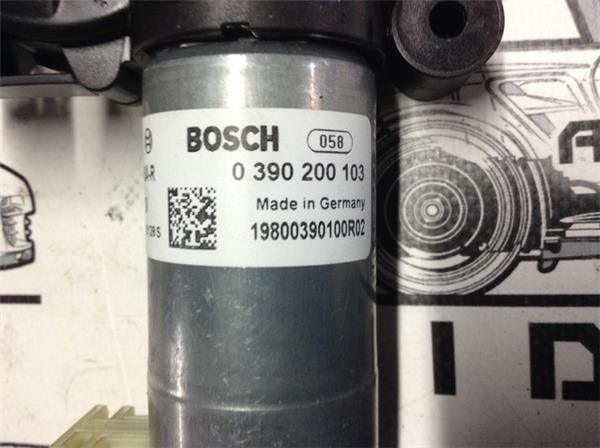 BOSCH 058
-R 0 390 200 103
Made in Germany
S 19800390100R02
A
I D